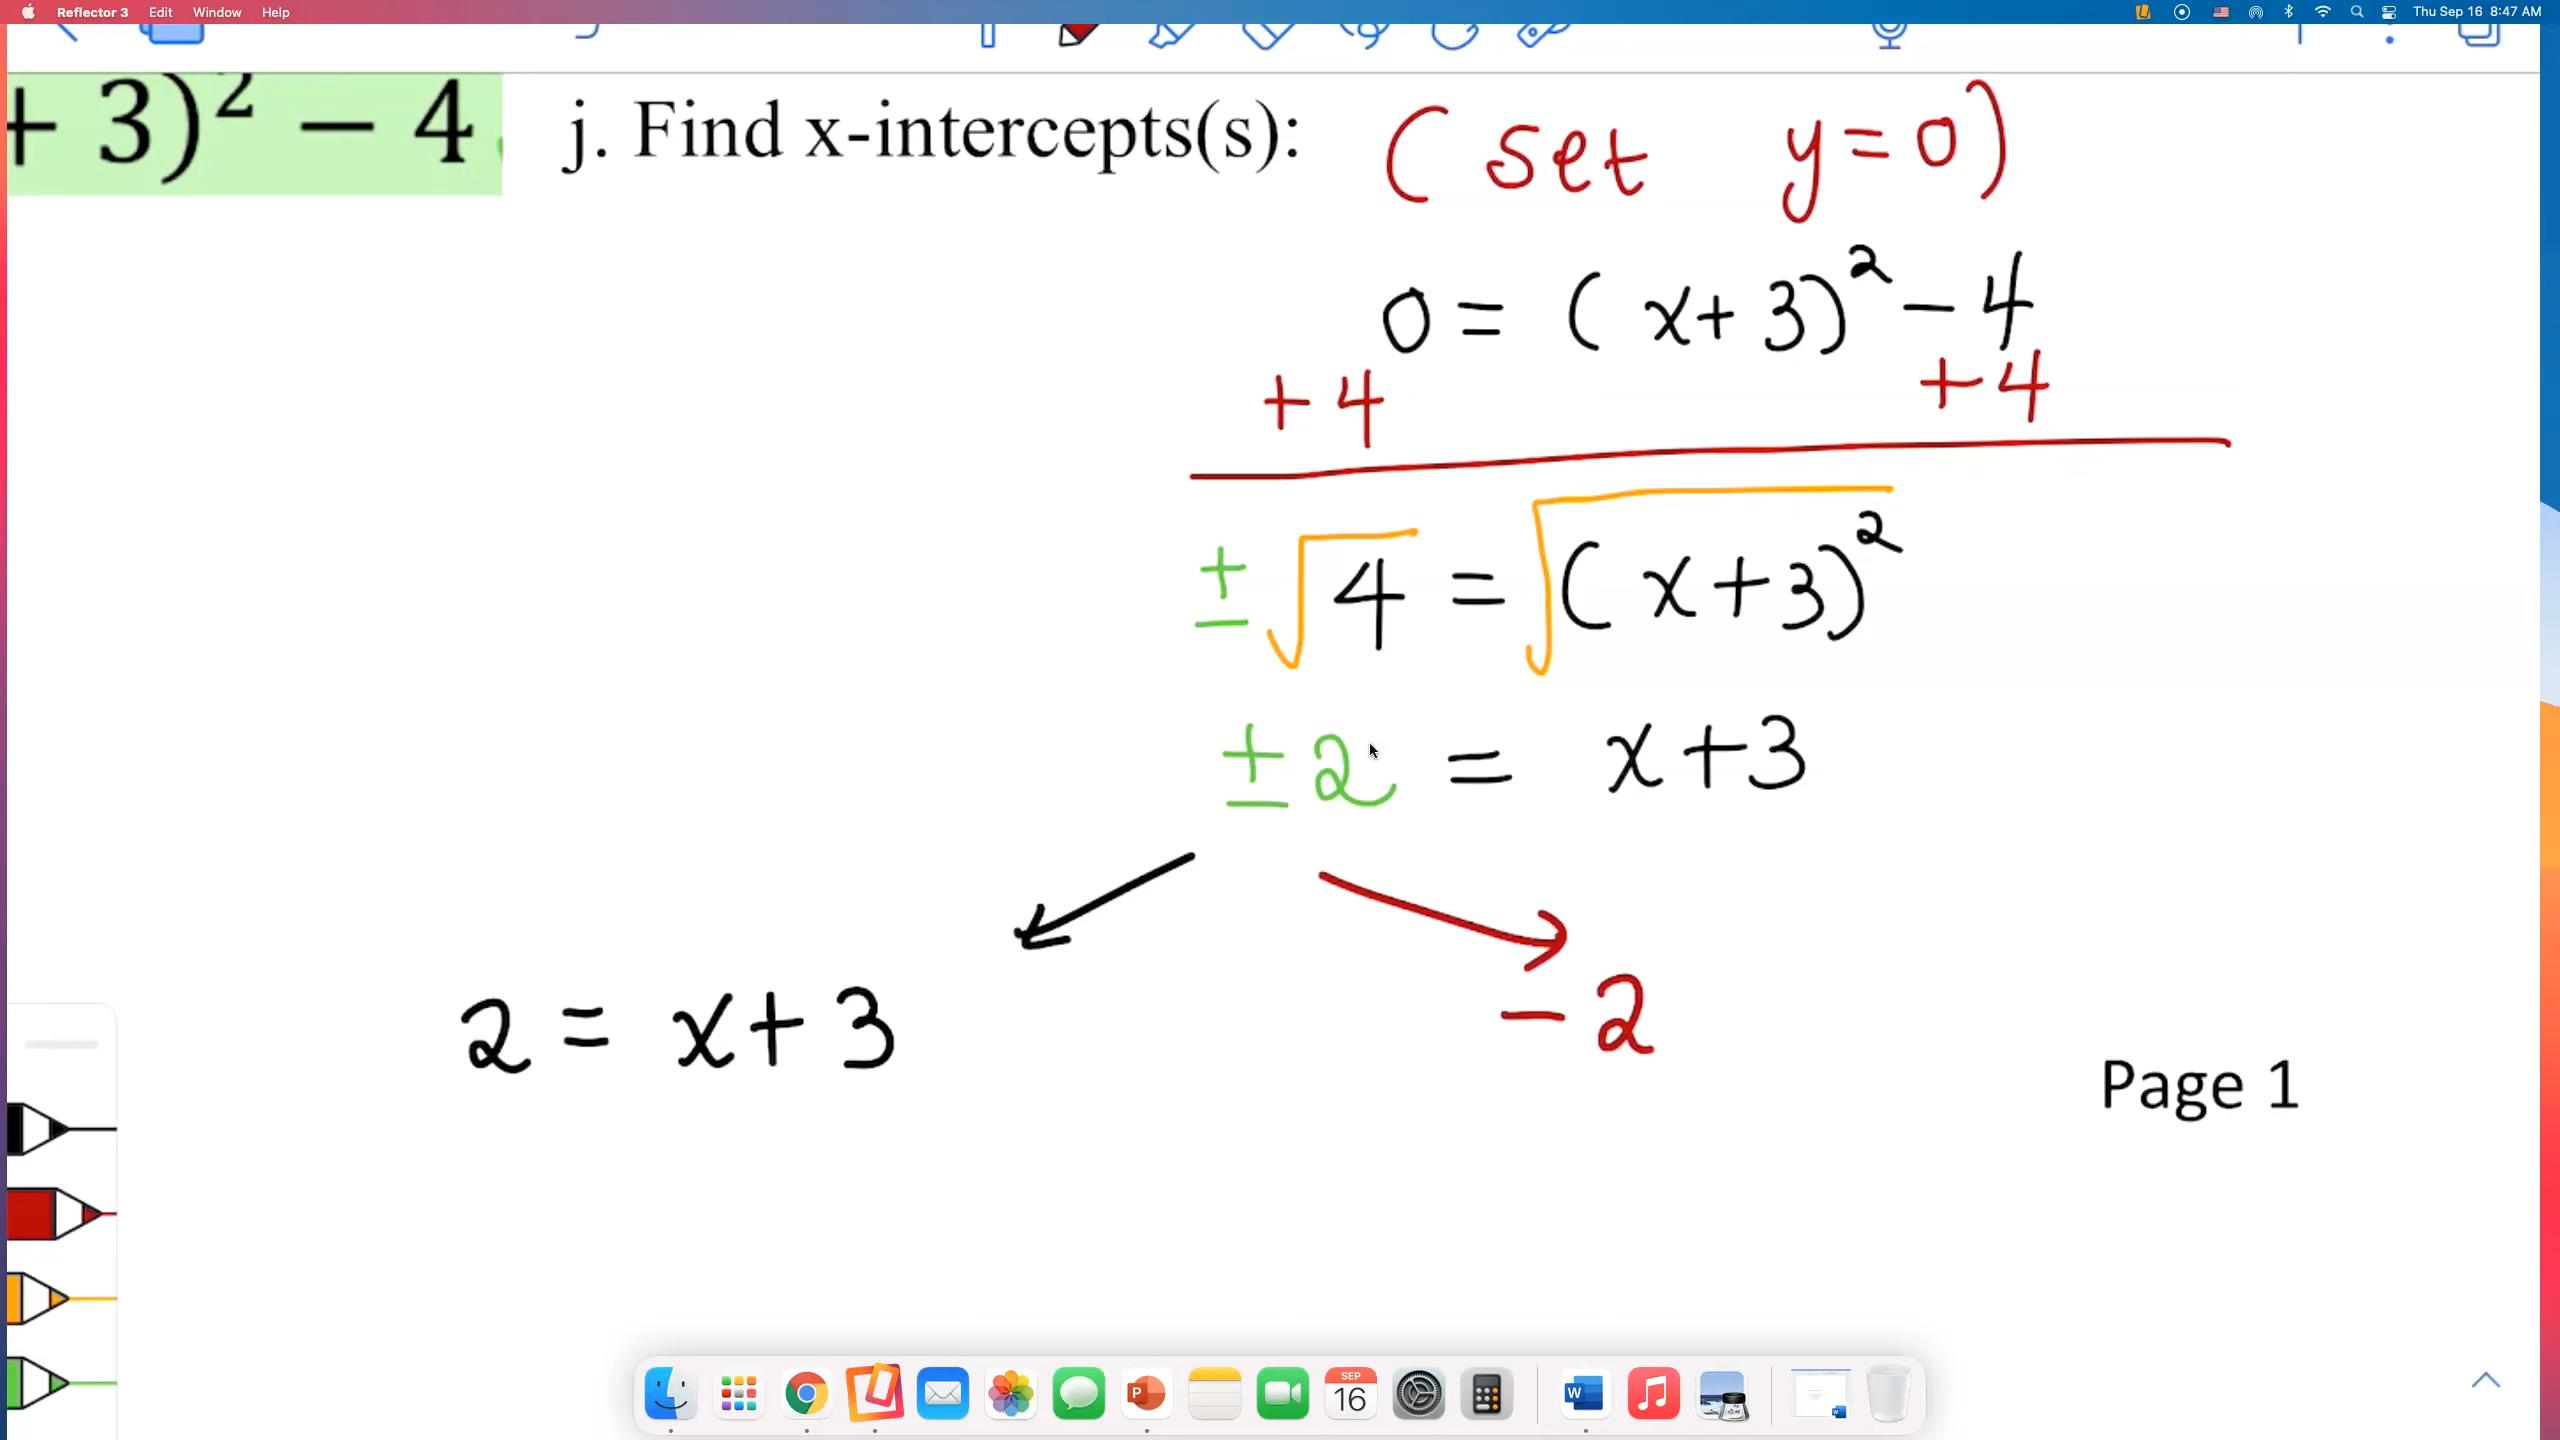 Reflector 3 Edit Window Help Thu Sep 16 8:47 AM
+ 3)² − 4
j. Find x-intercepts(s): (set y=0)
0 = (x+3)² − 4
+4 +4
± √4 = √(x+3)²
±2 = x+3
2 = x+3
−2
Page 1
P
SEP
16
W